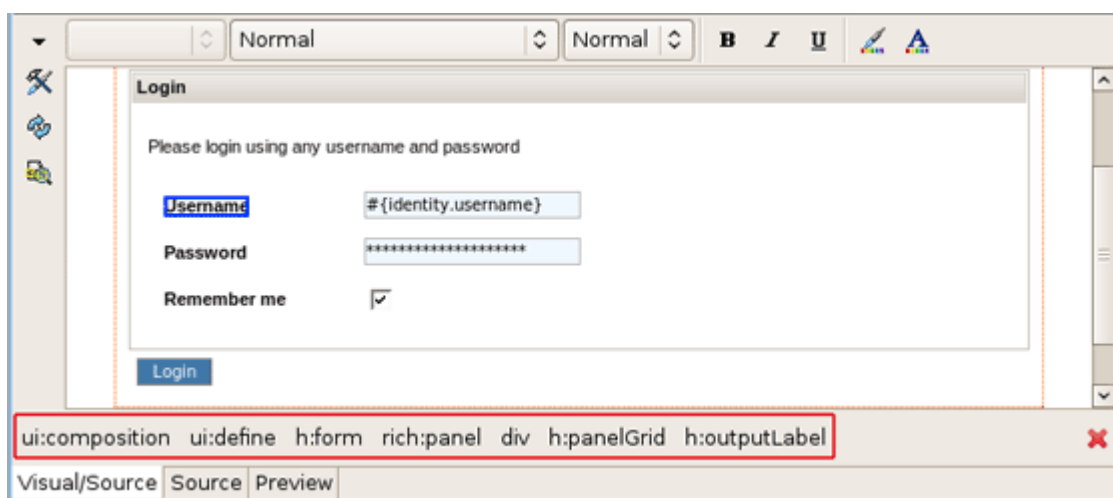 Normal Normal B I U A
Login
Please login using any username and password
Username #{identity.username}
Password ********************
Remember me
Login
ui:composition ui:define h:form rich:panel div h:panelGrid h:outputLabel
Visual/Source Source Preview